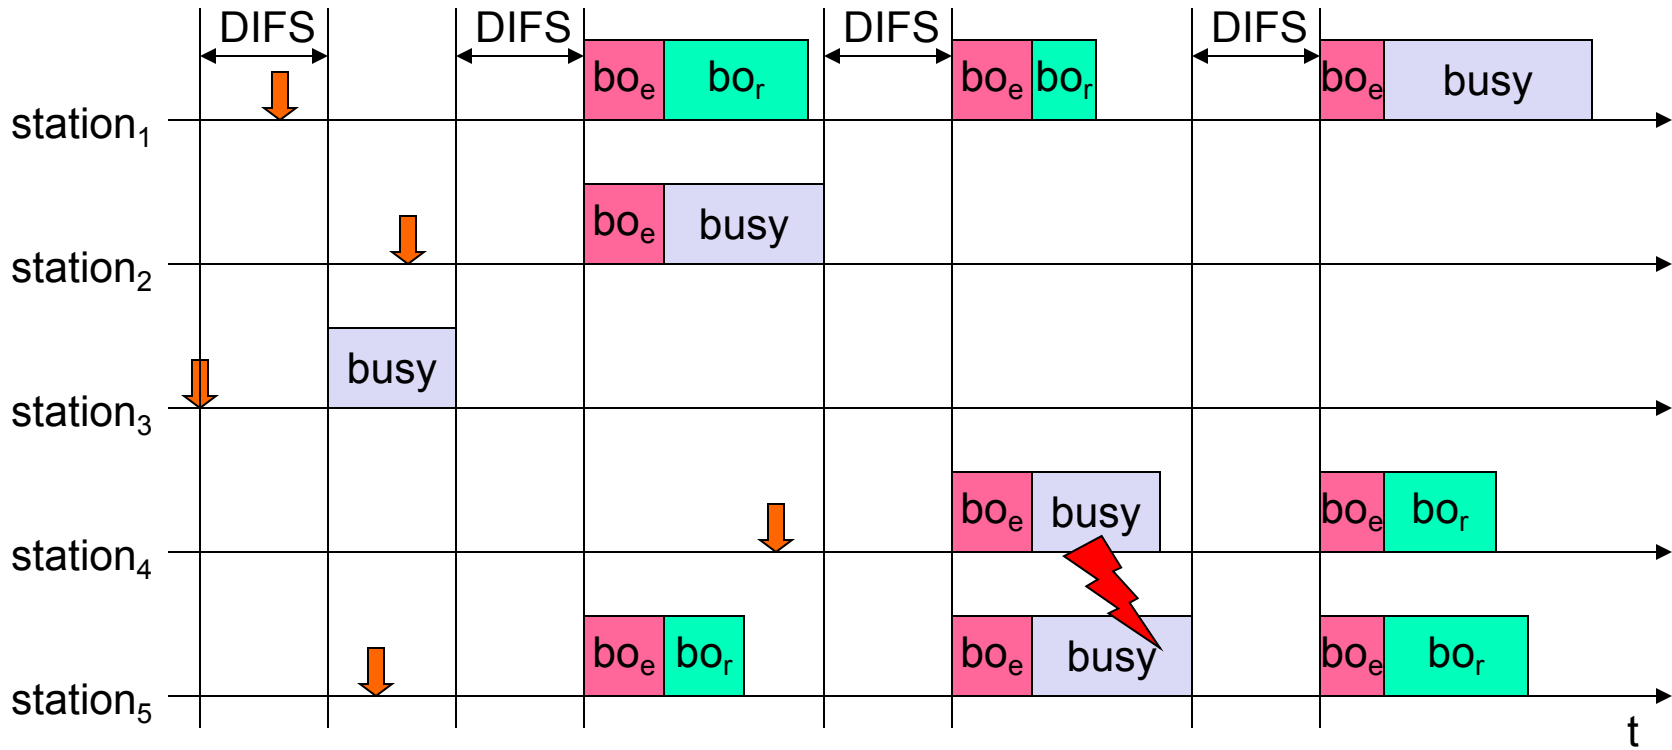 DIFS DIFS DIFS DIFS
station₁ boₑ boᵣ boₑ boᵣ boₑ busy
station₂ boₑ busy
station₃ busy
station₄ boₑ busy boₑ boᵣ
station₅ boₑ boᵣ boₑ busy boₑ boᵣ
t